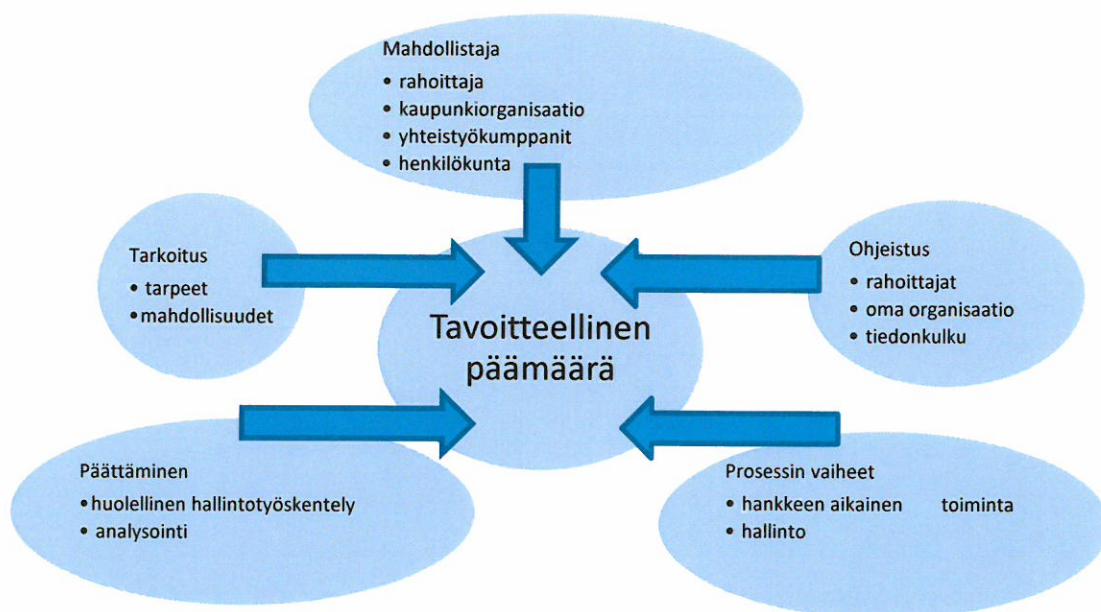 Mahdollistaja
• rahoittaja
• kaupunkiorganisaatio
• yhteistyökumppanit
• henkilökunta
Tarkoitus
• tarpeet
•mahdollisuudet
Ohjeistus
• rahoittajat
• oma organisaatio
• tiedonkulku
Tavoitteellinen
päämäärä
Päättäminen
•huolellinen hallintotyöskentely
• analysointi
Prosessin vaiheet
• hankkeen aikainen toiminta
• hallinto